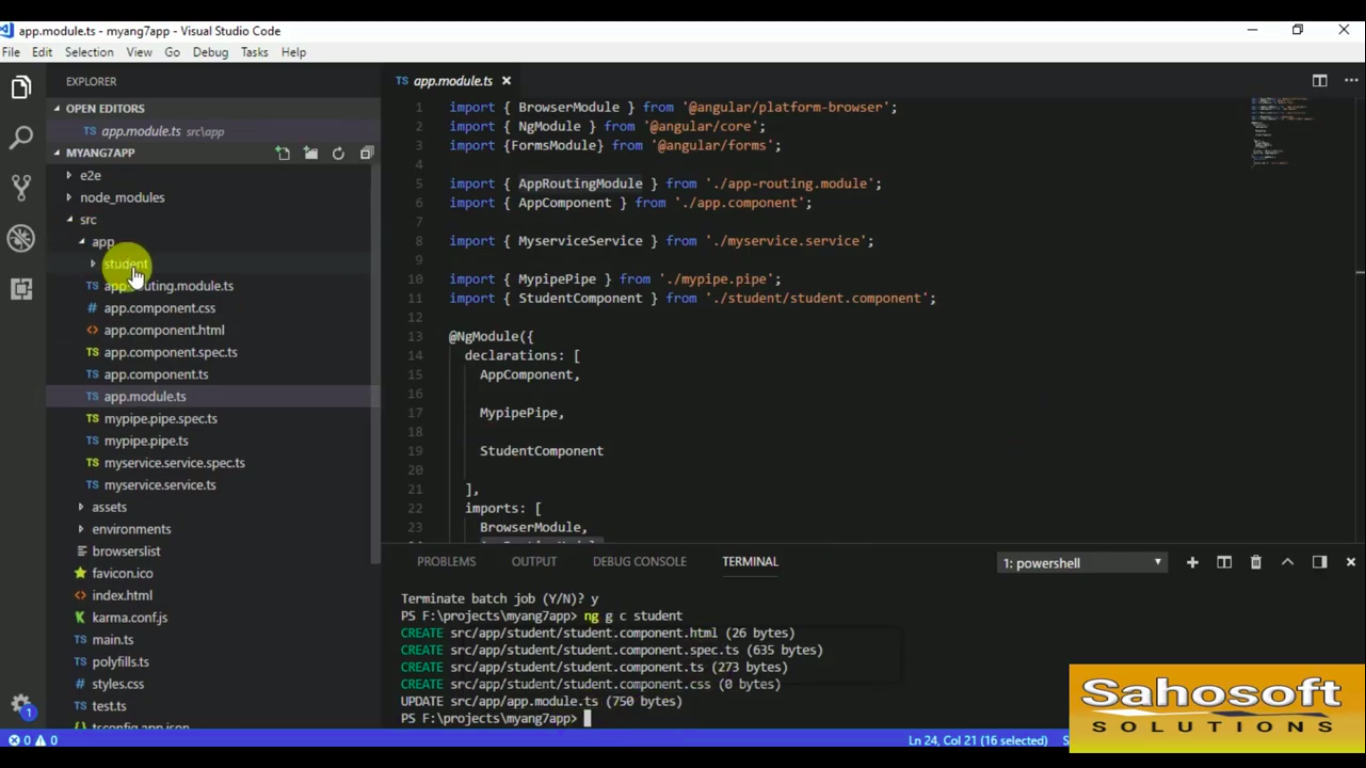 app.module.ts - myang7app - Visual Studio Code
File Edit Selection View Go Debug Tasks Help
EXPLORER
OPEN EDITORS
TS app.module.ts src\app
MYANG7APP
e2e
node_modules
src
app
student
TS app-routing.module.ts
# app.component.css
<> app.component.html
TS app.component.spec.ts
TS app.component.ts
TS app.module.ts
TS mypipe.pipe.spec.ts
TS mypipe.pipe.ts
TS myservice.service.spec.ts
TS myservice.service.ts
assets
environments
browserslist
favicon.ico
<> index.html
karma.conf.js
TS main.ts
TS polyfills.ts
# styles.css
TS test.ts
{} tsconfig.app.json
1
TS app.module.ts
1 import { BrowserModule } from '@angular/platform-browser';
2 import { NgModule } from '@angular/core';
3 import {FormsModule} from '@angular/forms';
4
5 import { AppRoutingModule } from './app-routing.module';
6 import { AppComponent } from './app.component';
7
8 import { MyserviceService } from './myservice.service';
9
10 import { MypipePipe } from './mypipe.pipe';
11 import { StudentComponent } from './student/student.component';
12
13 @NgModule({
14 declarations: [
15 AppComponent,
16
17 MypipePipe,
18
19 StudentComponent
20
21 ],
22 imports: [
23 BrowserModule,
PROBLEMS OUTPUT DEBUG CONSOLE TERMINAL 1: powershell
Terminate batch job (Y/N)? y
PS F:\projects\myang7app> ng g c student
CREATE src/app/student/student.component.html (26 bytes)
CREATE src/app/student/student.component.spec.ts (635 bytes)
CREATE src/app/student/student.component.ts (273 bytes)
CREATE src/app/student/student.component.css (0 bytes)
UPDATE src/app/app.module.ts (750 bytes)
PS F:\projects\myang7app>
0 0 Ln 24, Col 21 (16 selected)
Sahosoft
SOLUTIONS